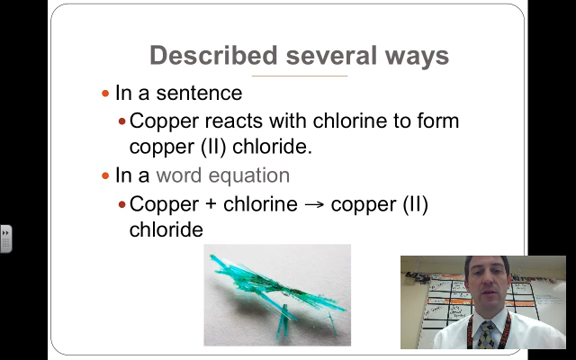 Described several ways
• In a sentence
• Copper reacts with chlorine to form
copper (II) chloride.
• In a word equation
• Copper + chlorine → copper (II)
chloride